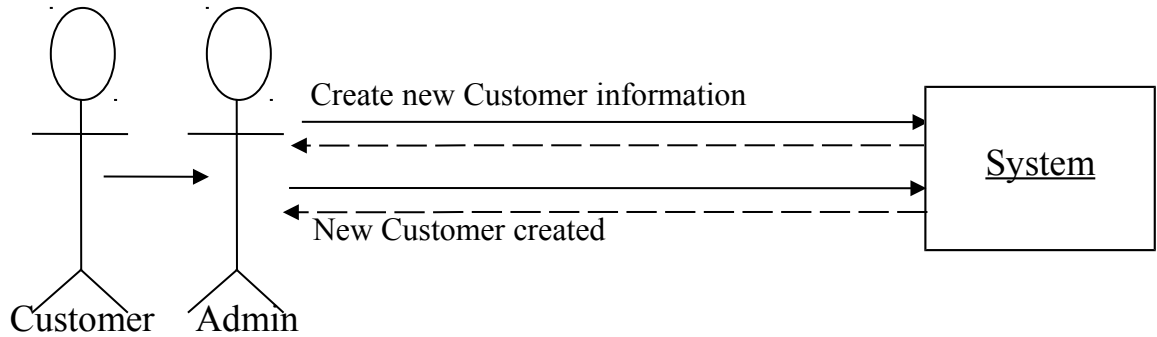 Create new Customer information
System
New Customer created
Customer
Admin